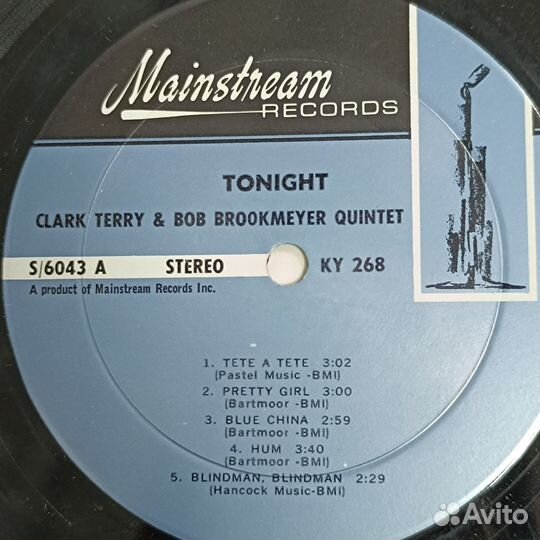 Mainstream
RECORDS
TONIGHT
CLARK TERRY & BOB BROOKMEYER QUINTET
S/6043 A STEREO KY 268
A product of Mainstream Records Inc.
1. TETE A TETE 3:02
(Pastel Music -BMI)
2. PRETTY GIRL 3:00
(Bartmoor -BMI)
3. BLUE CHINA 2:59
(Bartmoor -BMI)
4. HUM 3:40
(Bartmoor -BMI)
5. BLINDMAN, BLINDMAN 2:29
(Hancock Music-BMI)
Avito